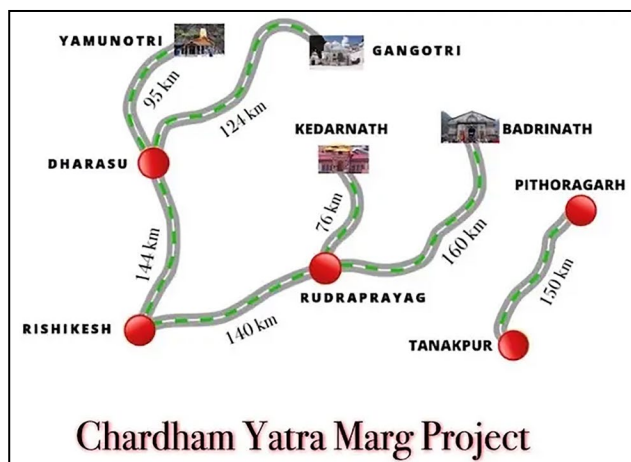 YAMUNOTRI
GANGOTRI
95 km
124 km
KEDARNATH
BADRINATH
DHARASU
PITHORAGARH
76 km
144 km
160 km
150 km
RUDRAPRAYAG
RISHIKESH
140 km
TANAKPUR
Chardham Yatra Marg Project